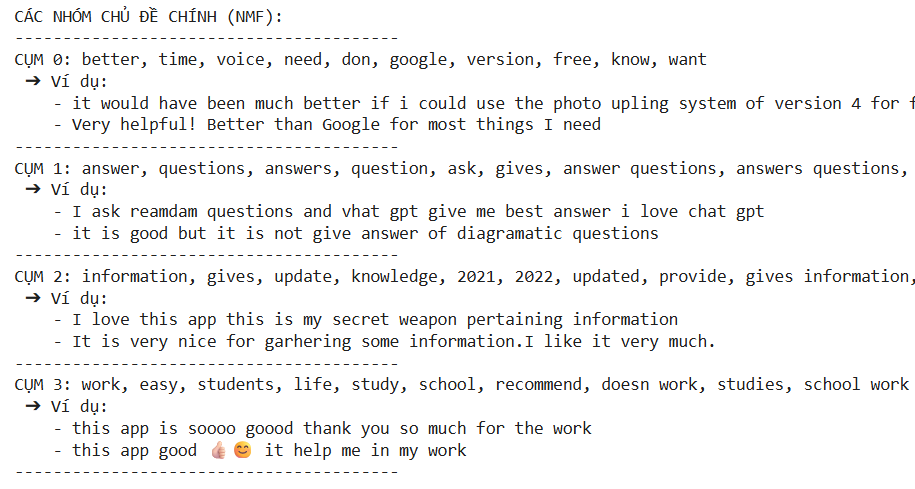 CÁC NHÓM CHỦ ĐỀ CHÍNH (NMF):
----------------------------------------
CỤM 0: better, time, voice, need, don, google, version, free, know, want
➔ Ví dụ:
- it would have been much better if i could use the photo upling system of version 4 for
- Very helpful! Better than Google for most things I need
----------------------------------------
CỤM 1: answer, questions, answers, question, ask, gives, answer questions, answers questions,
➔ Ví dụ:
- I ask reamdam questions and vhat gpt give me best answer i love chat gpt
- it is good but it is not give answer of diagramatic questions
----------------------------------------
CỤM 2: information, gives, update, knowledge, 2021, 2022, updated, provide, gives information,
➔ Ví dụ:
- I love this app this is my secret weapon pertaining information
- It is very nice for garhering some information.I like it very much.
----------------------------------------
CỤM 3: work, easy, students, life, study, school, recommend, doesn work, studies, school work
➔ Ví dụ:
- this app is soooo goood thank you so much for the work
- this app good 👍🏻😊 it help me in my work
----------------------------------------